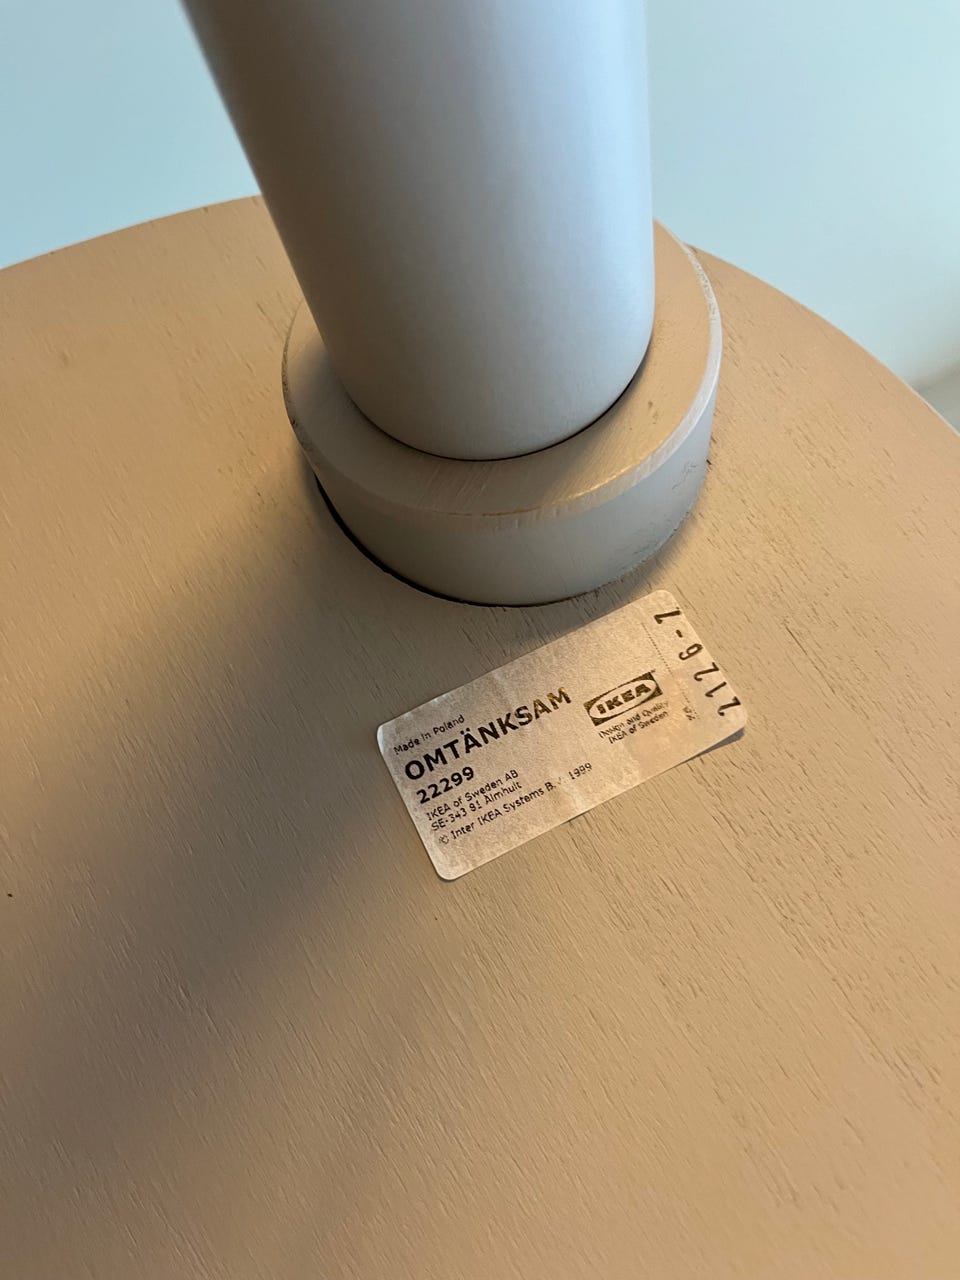 Made in Poland
OMTÄNKSAM
22299
IKEA of Sweden AB
SE-343 81 Älmhult
© Inter IKEA Systems B.V. 1999
IKEA
Design and Quality
IKEA of Sweden
2126-7